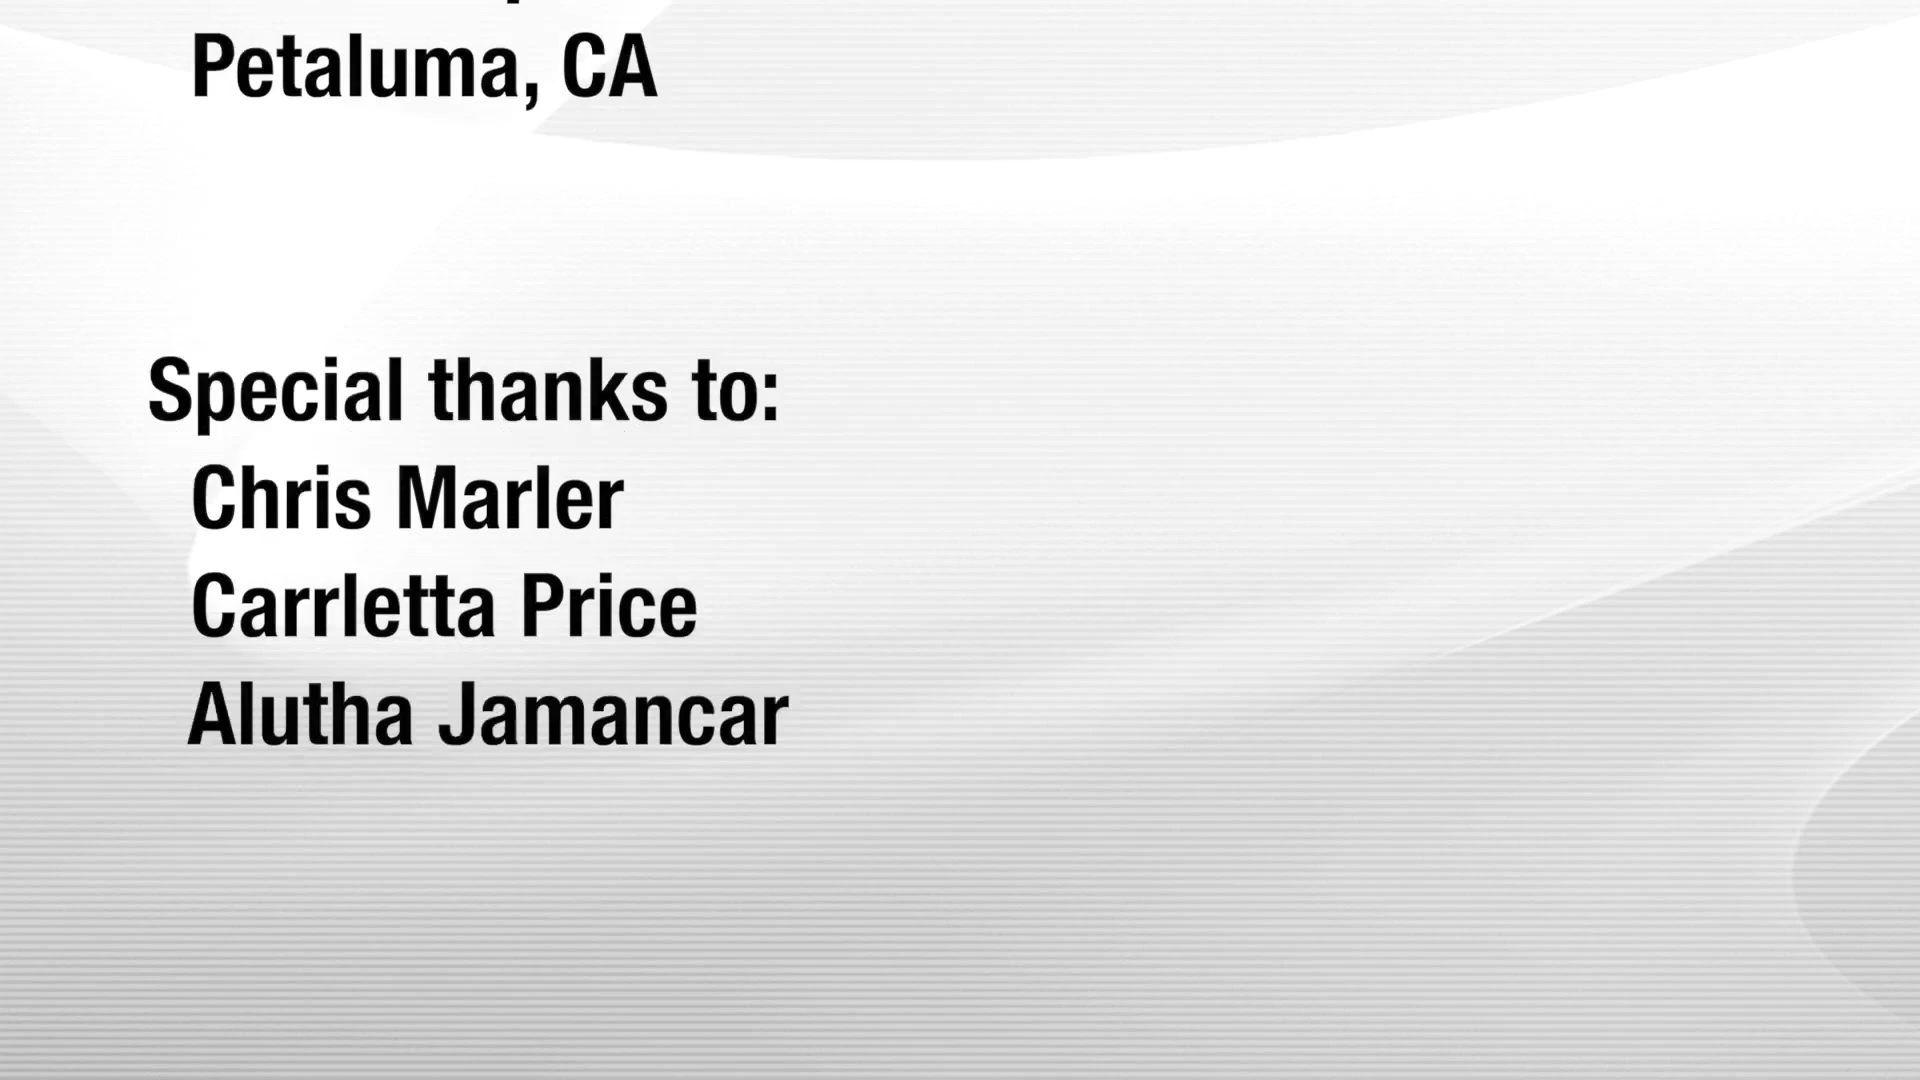 Petaluma, CA
Special thanks to:
Chris Marler
Carrletta Price
Alutha Jamancar